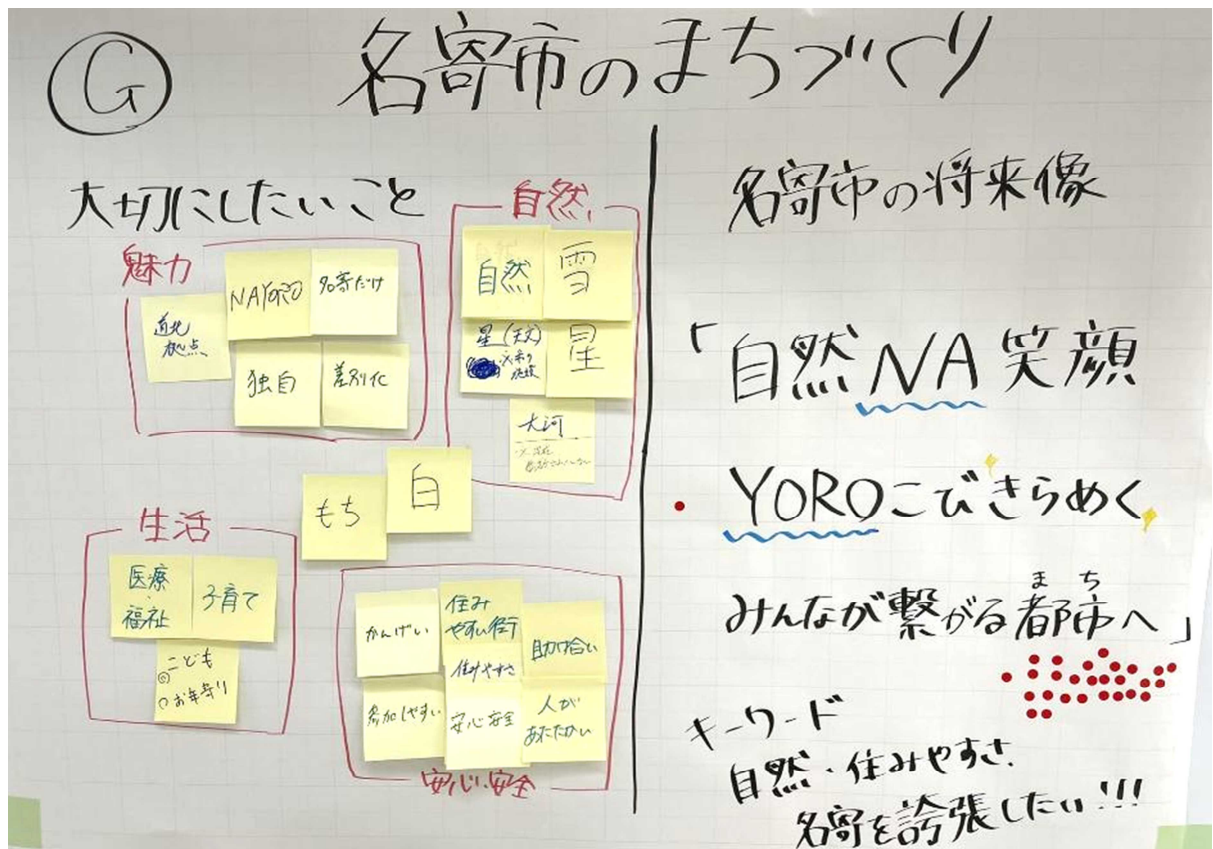 G
名寄市のまちづくり
大切にしたいこと
魅力
道北
拠点
NAYORO
名寄だけ
独自
差別化
自然
自然
雪
星(天文)
星
大河
もち
白
生活
医療
・
福祉
子育て
◎こども
○お年寄り
かんげい
住み
やすい街
住みやすさ
助け合い
参加しやすい
安心安全
人が
あたたかい
安心・安全
名寄市の将来像
「自然NA笑顔
YOROこびきらめく
みんなが繋がる都市へ」
まち
キーワード
自然・住みやすさ
名寄を誇張したい!!!